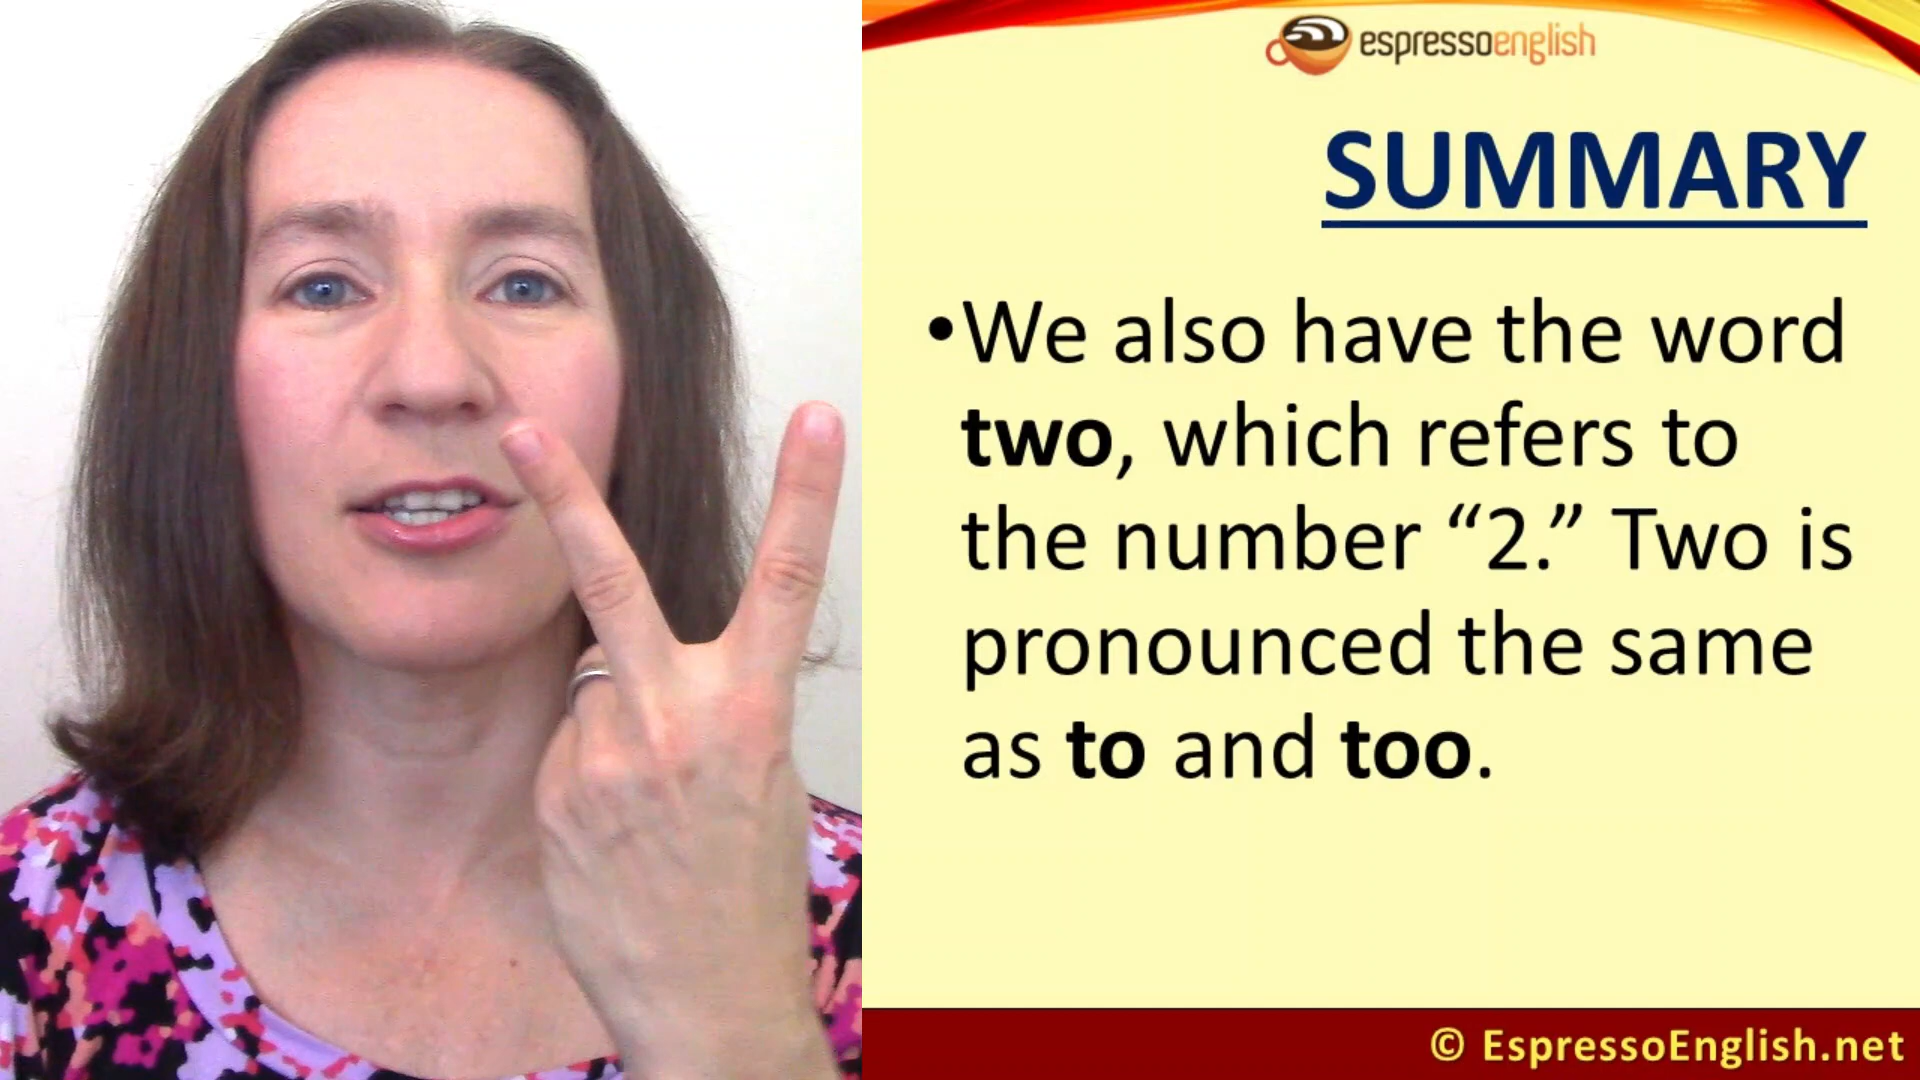 espressoenglish
SUMMARY
•We also have the word
two, which refers to
the number “2.” Two is
pronounced the same
as to and too.
© EspressoEnglish.net